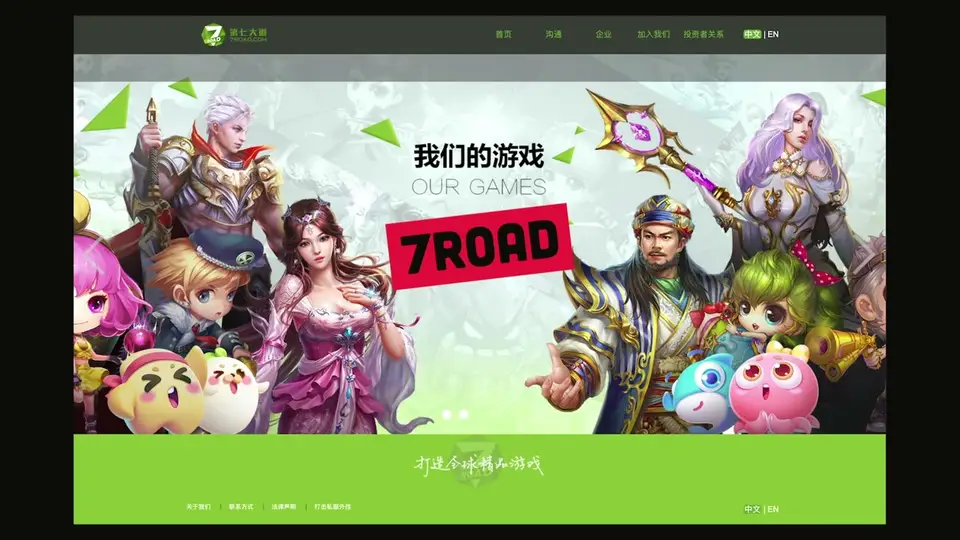 第七大道
7ROAD.COM
首页 沟通 企业 加入我们 投资者关系 中文 | EN
我们的游戏
OUR GAMES
7ROAD
打造全球精品游戏
关于我们 | 联系方式 | 法律声明 | 打击私服外挂
中文 | EN